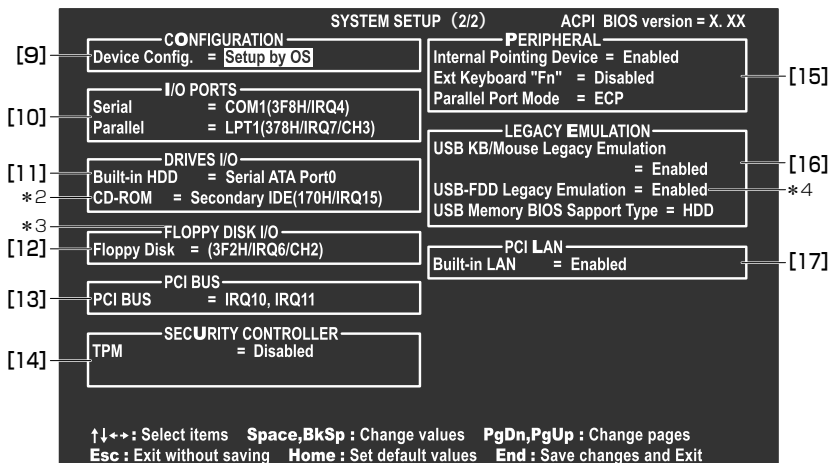 SYSTEM SETUP (2/2) ACPI BIOS version = X. XX
[9]
CONFIGURATION
Device Config. = Setup by OS
[10]
I/O PORTS
Serial = COM1(3F8H/IRQ4)
Parallel = LPT1(378H/IRQ7/CH3)
[11]
DRIVES I/O
Built-in HDD = Serial ATA Port0
*2
CD-ROM = Secondary IDE(170H/IRQ15)
*3
[12]
FLOPPY DISK I/O
Floppy Disk = (3F2H/IRQ6/CH2)
[13]
PCI BUS
PCI BUS = IRQ10, IRQ11
[14]
SECURITY CONTROLLER
TPM = Disabled
PERIPHERAL
Internal Pointing Device = Enabled
Ext Keyboard "Fn" = Disabled
Parallel Port Mode = ECP
[15]
LEGACY EMULATION
USB KB/Mouse Legacy Emulation
= Enabled
[16]
USB-FDD Legacy Emulation = Enabled
*4
USB Memory BIOS Sapport Type = HDD
PCI LAN
Built-in LAN = Enabled
[17]
↑↓←→: Select items Space,BkSp : Change values PgDn,PgUp : Change pages
Esc : Exit without saving Home : Set default values End : Save changes and Exit